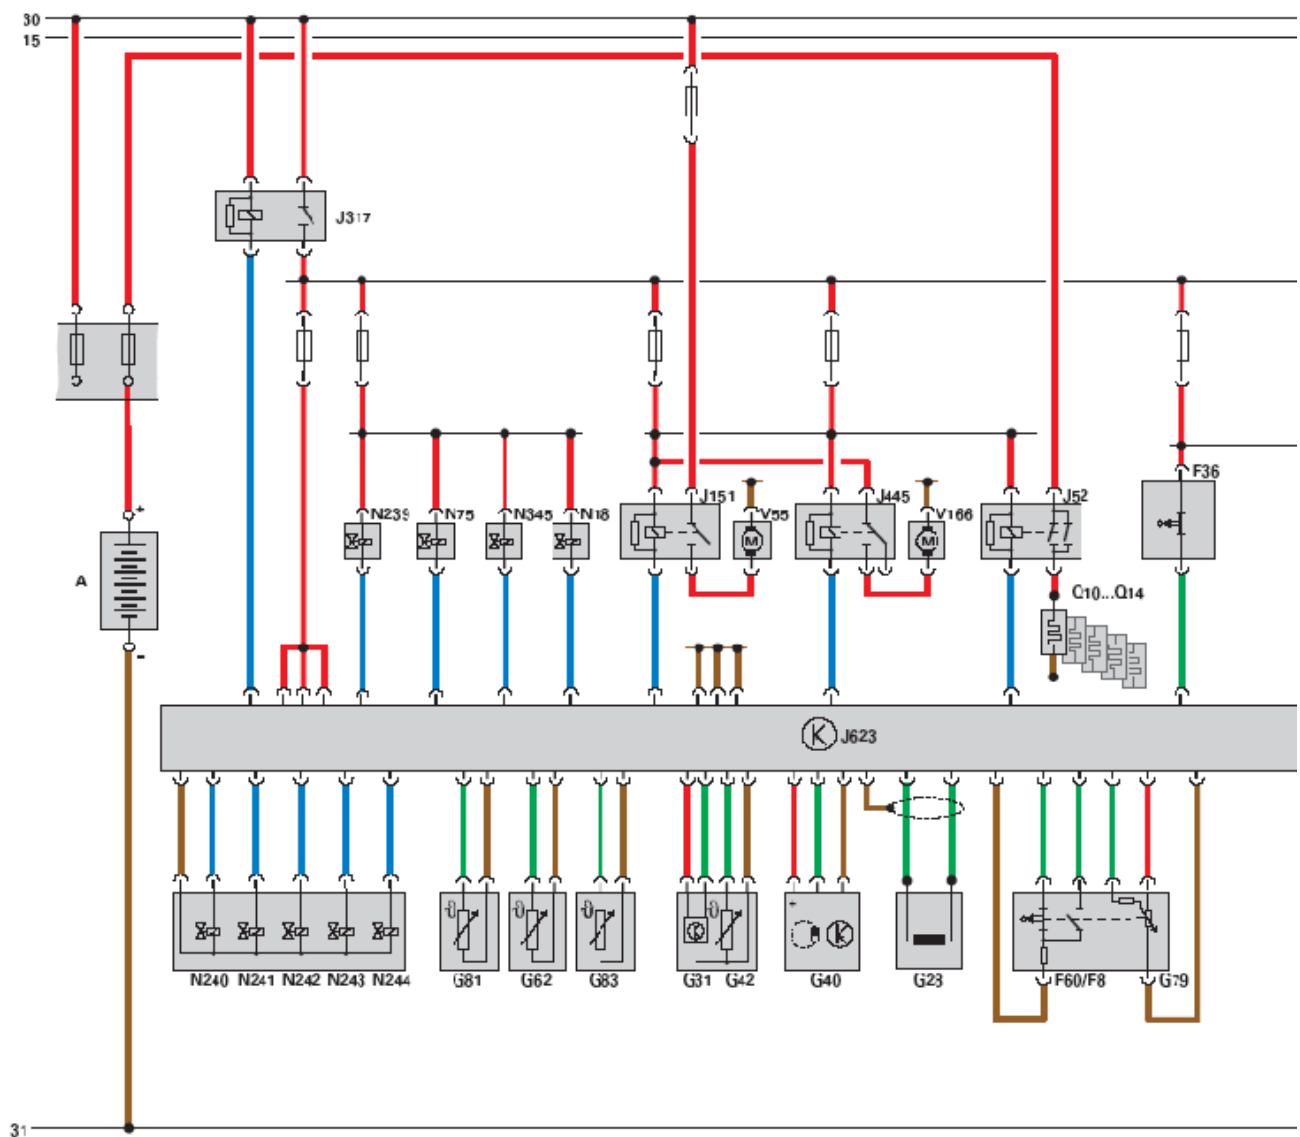 30
15
J317
F36
J151
J445
J52
N239
N75
N345
N18
V55
V166
+
M
M
A
Q10...Q14
-
K
J623
ϑ
ϑ
ϑ
ϑ
+
K
K
N240
N241
N242
N243
N244
G81
G62
G83
G31
G42
G40
G28
F60/F8
G79
31